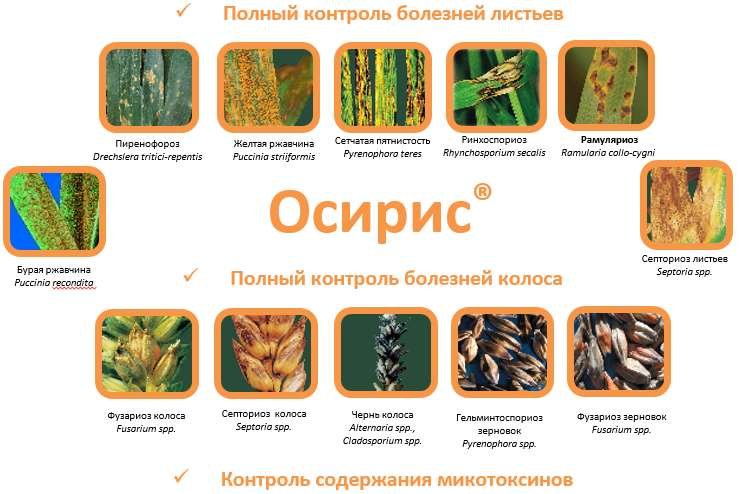 ✓ Полный контроль болезней листьев
Пиренофороз
Drechslera tritici-repentis
Желтая ржавчина
Puccinia striiformis
Сетчатая пятнистость
Pyrenophora teres
Ринхоспориоз
Rhynchosporium secalis
Рамуляриоз
Ramularia collo-cygni
Осирис®
Бурая ржавчина
Puccinia recondita
Септориоз листьев
Septoria spp.
✓ Полный контроль болезней колоса
Фузариоз колоса
Fusarium spp.
Септориоз колоса
Septoria spp.
Чернь колоса
Alternaria spp.,
Cladosporium spp.
Гельминтоспориоз
зерновок
Pyrenophora spp.
Фузариоз зерновок
Fusarium spp.
✓ Контроль содержания микотоксинов